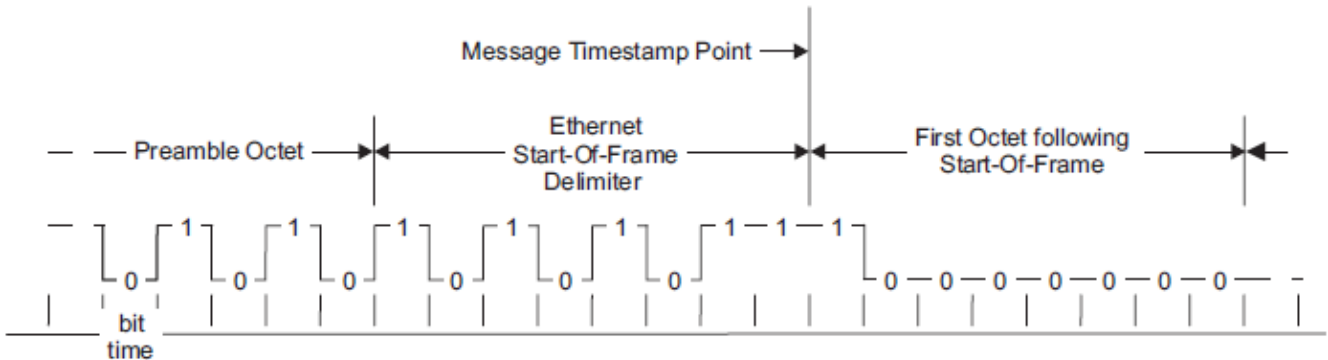 Message Timestamp Point
Preamble Octet
Ethernet
Start-Of-Frame
Delimiter
First Octet following
Start-Of-Frame
1 1 1 1 1 1 1 1
0 0 0 0 0 0 0 0 0 0 0 0 0
bit
time